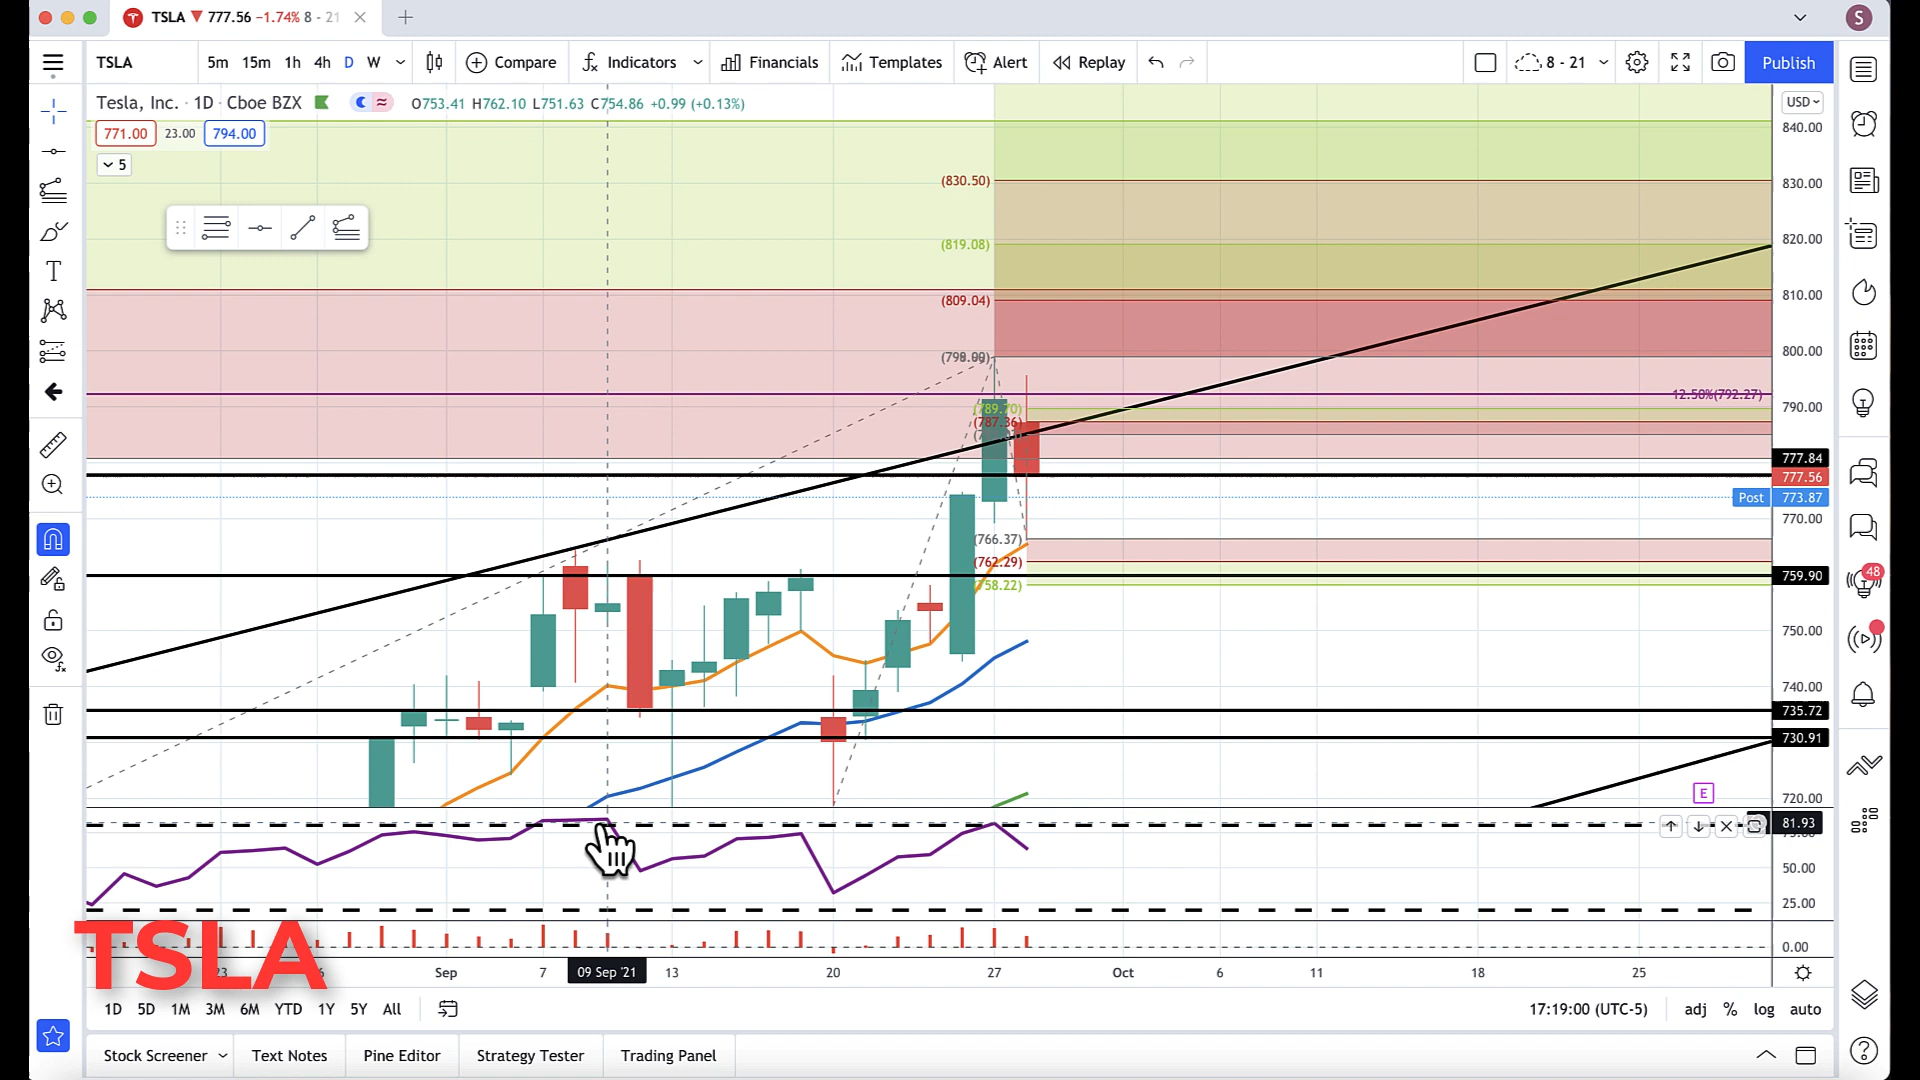 TSLA 777.56 −1.74% 8 - 21
S
TSLA 5m 15m 1h 4h D W Compare Indicators Financials Templates Alert Replay 8 - 21 Publish
Tesla, Inc. · 1D · Cboe BZX O753.41 H762.10 L751.63 C754.86 +0.99 (+0.13%)
USD
771.00 23.00 794.00
5
840.00
(830.50)
830.00
(819.08)
820.00
(809.04)
810.00
800.00
12.50%(792.27)
(789.70)
790.00
(787.36)
777.84
777.56
Post 773.87
770.00
(766.37)
(762.29)
759.90
(758.22)
48
750.00
740.00
735.72
730.91
E
720.00
81.93
50.00
25.00
0.00
TSLA
23 Sep 7 09 Sep '21 13 20 27 Oct 6 11 18 25
1D 5D 1M 3M 6M YTD 1Y 5Y All 17:19:00 (UTC-5) adj % log auto
Stock Screener Text Notes Pine Editor Strategy Tester Trading Panel